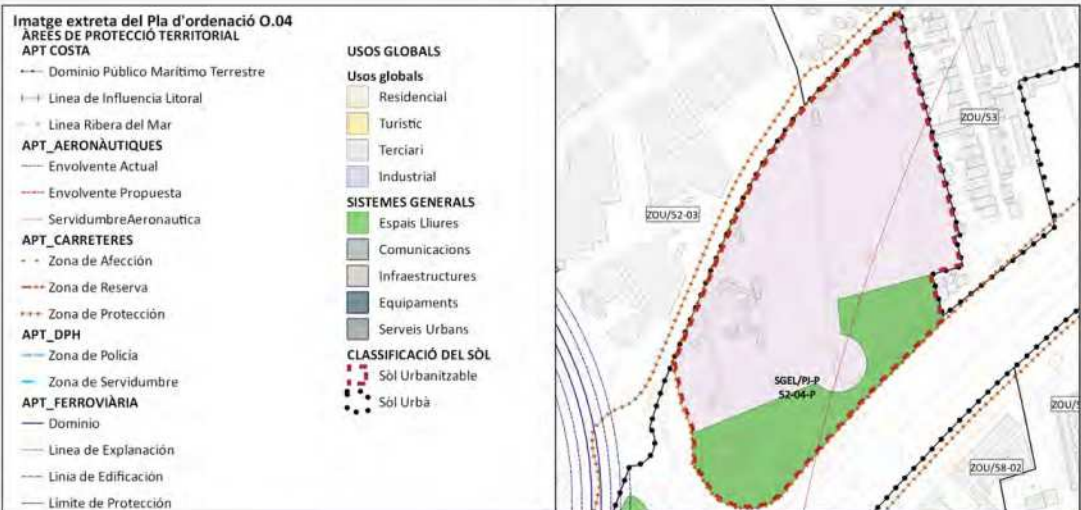 Imatge extreta del Pla d'ordenació O.04
ÀREES DE PROTECCIÓ TERRITORIAL
APT COSTA
Dominio Público Marítimo Terrestre
Linea de Influencia Litoral
Linea Ribera del Mar
APT_AERONÀUTIQUES
Envolvente Actual
Envolvente Propuesta
ServidumbreAeronautica
APT_CARRETERES
Zona de Afección
Zona de Reserva
Zona de Protección
APT_DPH
Zona de Policía
Zona de Servidumbre
APT_FERROVIÀRIA
Dominio
Linea de Explanación
Linia de Edificación
Límite de Protección
USOS GLOBALS
Usos globals
Residencial
Turístic
Terciari
Industrial
SISTEMES GENERALS
Espais Lliures
Comunicacions
Infraestructures
Equipaments
Serveis Urbans
CLASSIFICACIÓ DEL SÒL
Sòl Urbanitzable
Sòl Urbà
ZOU/53
ZOU/52-03
SGEL/PJ-P
52-04-P
ZOU/5
ZOU/58-02